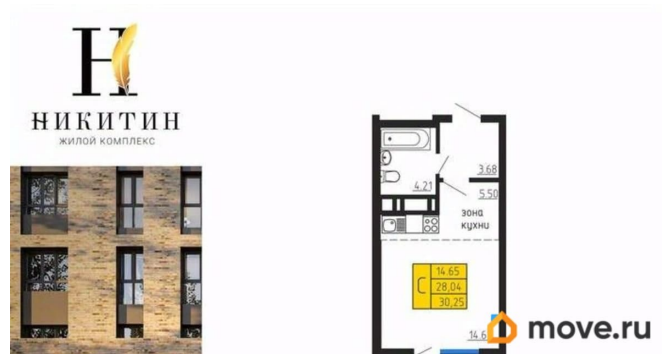 Н
НИКИТИН
ЖИЛОЙ КОМПЛЕКС
3.68
4.21
5.50
зона
кухни
С
14.65
28.04
30.25
14.6
move.ru